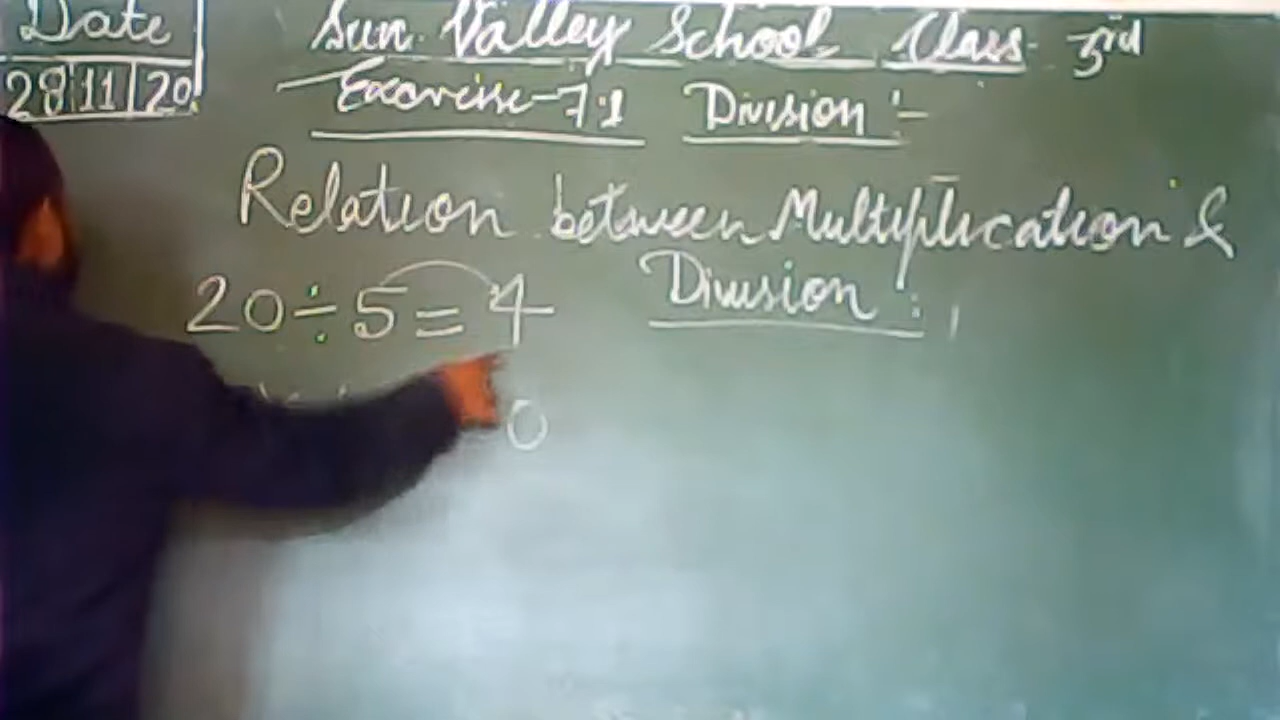 Date
28 11 20
Sun Valley School Class 3rd
Exercise-7.1 Division :-
Relation between Multiplication &
Division :
20÷5=4
0